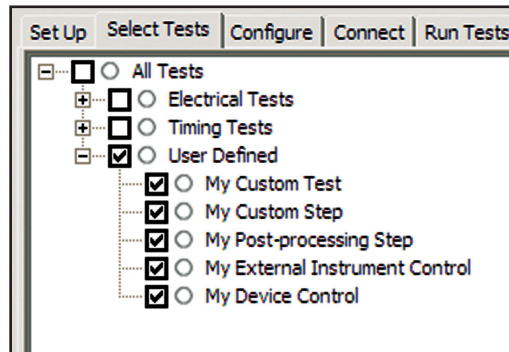 Set Up Select Tests Configure Connect Run Tests
All Tests
Electrical Tests
Timing Tests
User Defined
My Custom Test
My Custom Step
My Post-processing Step
My External Instrument Control
My Device Control